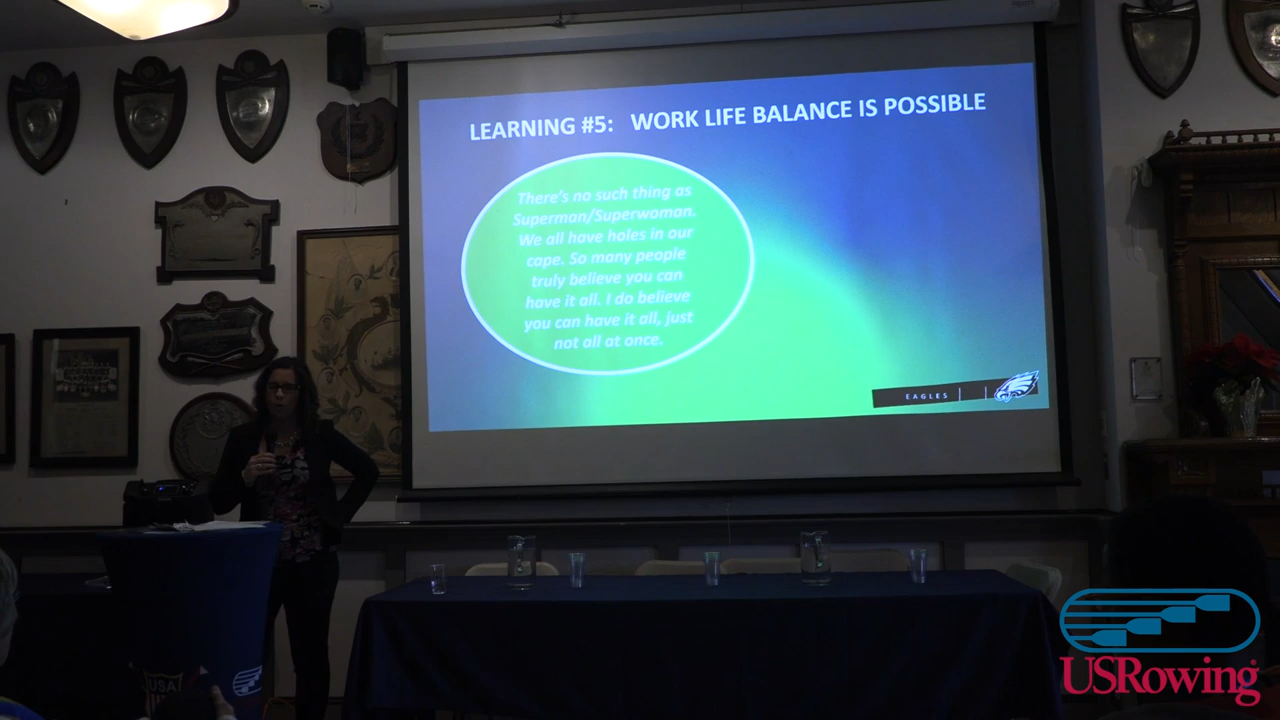 LEARNING #5: WORK LIFE BALANCE IS POSSIBLE
There's no such thing as
Superman/Superwoman.
We all have holes in our
cape. So many people
truly believe you can
have it all. I do believe
you can have it all, just
not all at once.
EAGLES
USA
USRowing